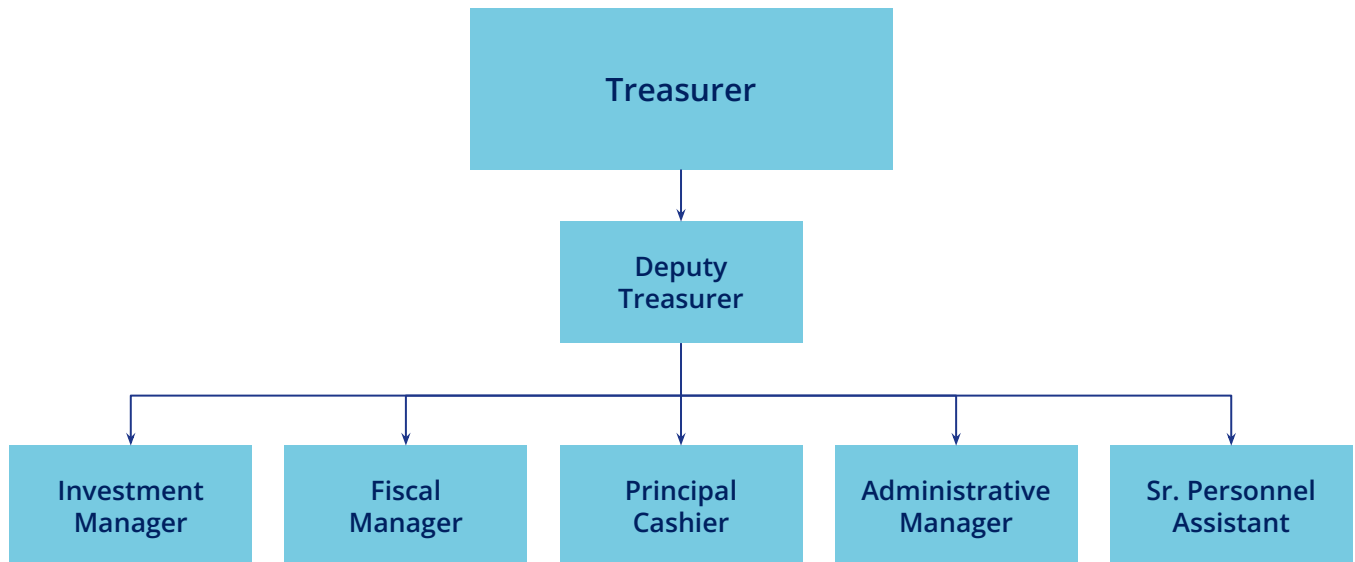 Treasurer
Deputy
Treasurer
Investment
Manager
Fiscal
Manager
Principal
Cashier
Administrative
Manager
Sr. Personnel
Assistant